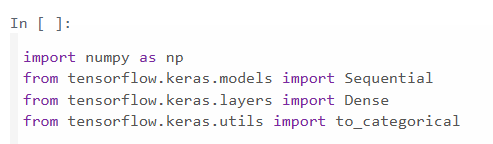 In [ ]:
import numpy as np
from tensorflow.keras.models import Sequential
from tensorflow.keras.layers import Dense
from tensorflow.keras.utils import to_categorical